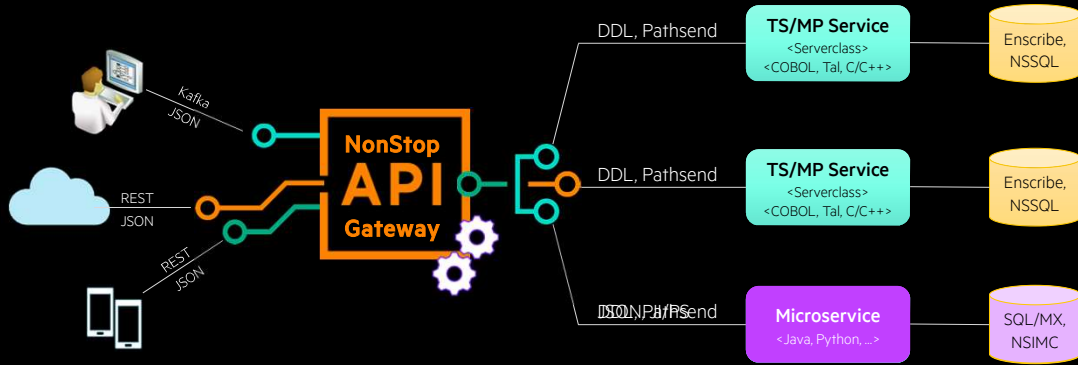 Kafka
JSON
REST
JSON
REST
JSON
NonStop
API
Gateway
DDL, Pathsend
TS/MP Service
<Serverclass>
<COBOL, Tal, C/C++>
Enscribe,
NSSQL
DDL, Pathsend
TS/MP Service
<Serverclass>
<COBOL, Tal, C/C++>
Enscribe,
NSSQL
Microservice
<Java, Python, …>
SQL/MX,
NSIMC